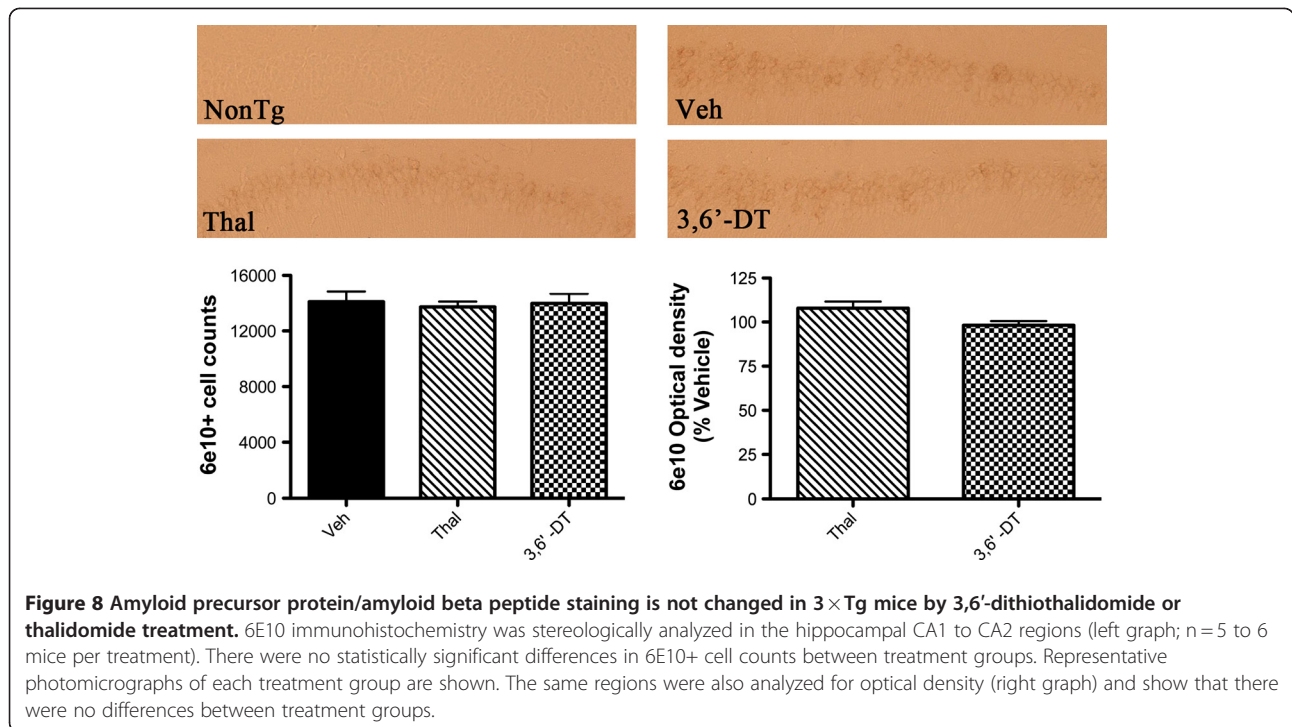 NonTg
Veh
Thal
3,6'-DT
16000
12000
8000
4000
0
6e10+ cell counts
Veh
Thal
3,6'-DT
125
100
75
50
25
0
6e10 Optical density
(% Vehicle)
Thal
3,6'-DT
Figure 8 Amyloid precursor protein/amyloid beta peptide staining is not changed in 3×Tg mice by 3,6′-dithiothalidomide or
thalidomide treatment. 6E10 immunohistochemistry was stereologically analyzed in the hippocampal CA1 to CA2 regions (left graph; n = 5 to 6
mice per treatment). There were no statistically significant differences in 6E10+ cell counts between treatment groups. Representative
photomicrographs of each treatment group are shown. The same regions were also analyzed for optical density (right graph) and show that there
were no differences between treatment groups.